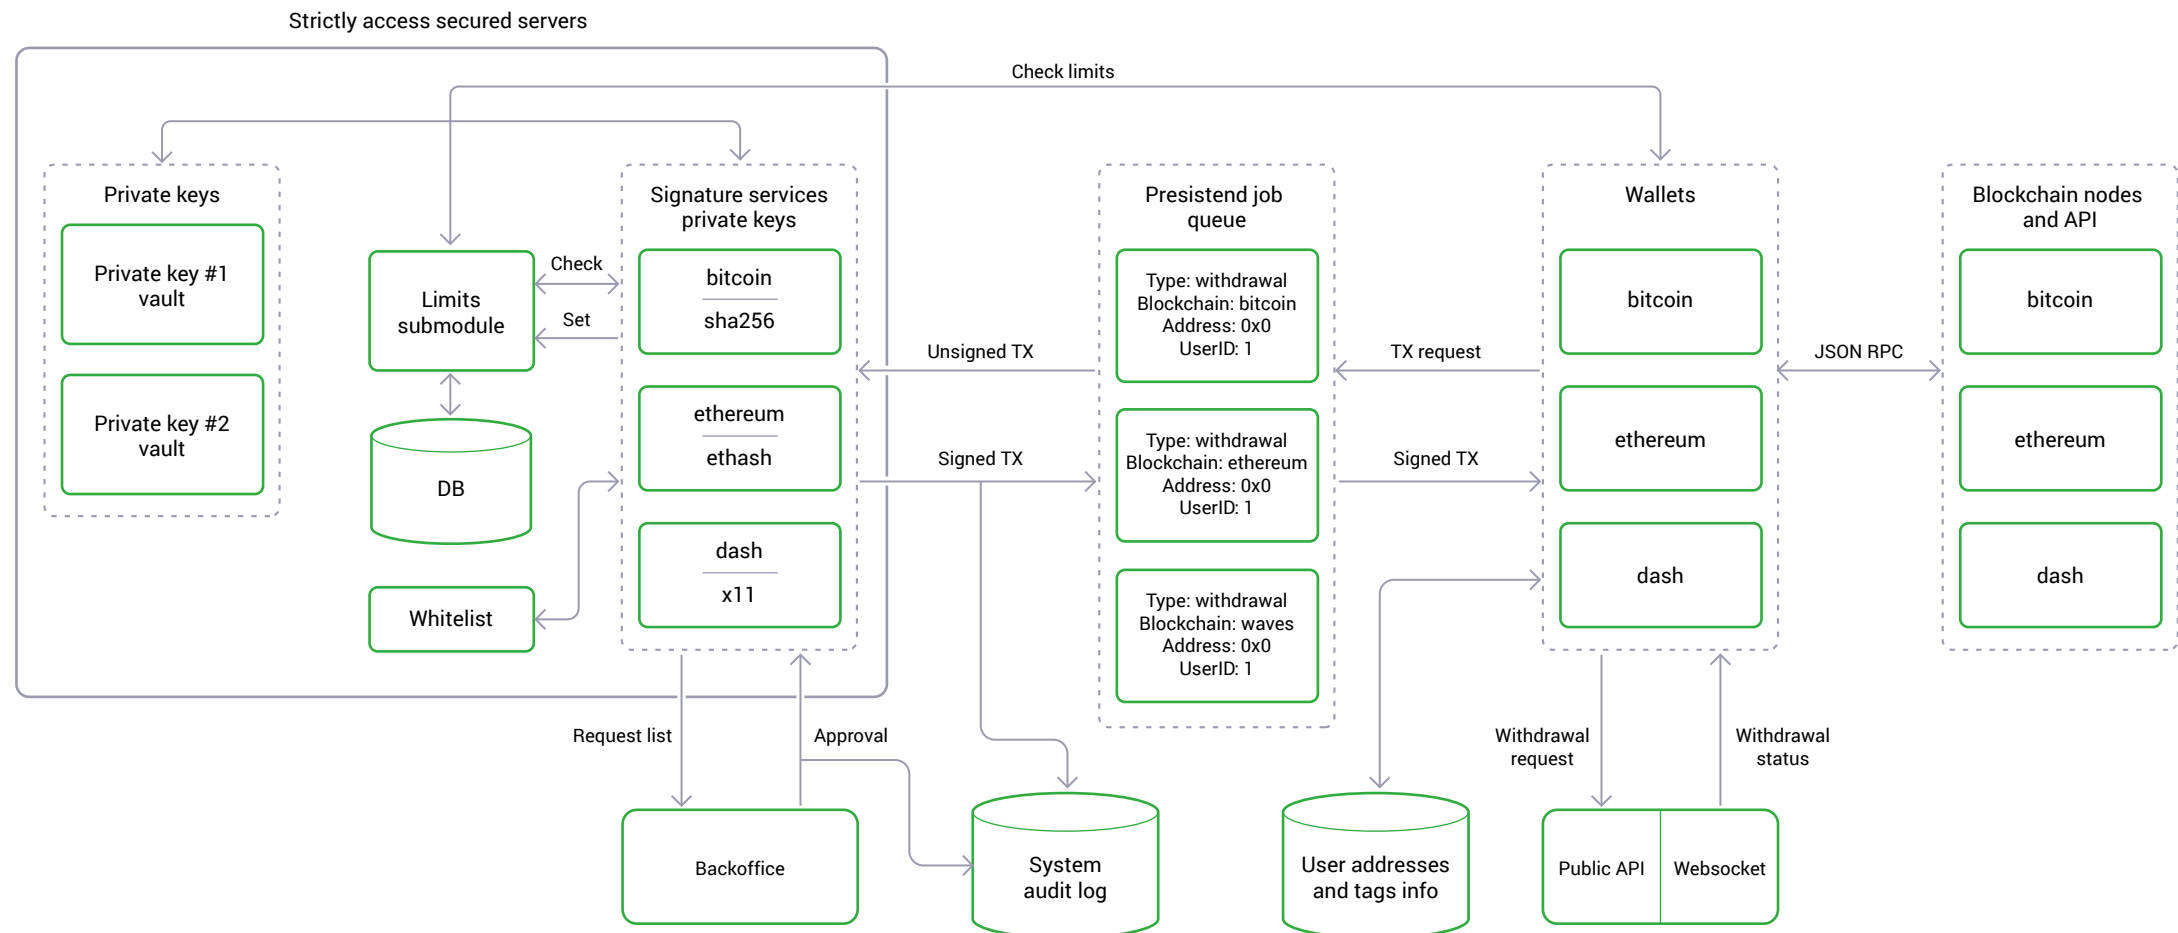 Strictly access secured servers
Check limits
Private keys
Private key #1
vault
Private key #2
vault
Limits
submodule
DB
Whitelist
Check
Set
Signature services
private keys
bitcoin
sha256
ethereum
ethash
dash
x11
Unsigned TX
Signed TX
Presistend job
queue
Type: withdrawal
Blockchain: bitcoin
Address: 0x0
UserID: 1
Type: withdrawal
Blockchain: ethereum
Address: 0x0
UserID: 1
Type: withdrawal
Blockchain: waves
Address: 0x0
UserID: 1
TX request
Signed TX
Wallets
bitcoin
ethereum
dash
JSON RPC
Blockchain nodes
and API
bitcoin
ethereum
dash
Request list
Approval
Withdrawal
request
Withdrawal
status
Backoffice
System
audit log
User addresses
and tags info
Public API
Websocket